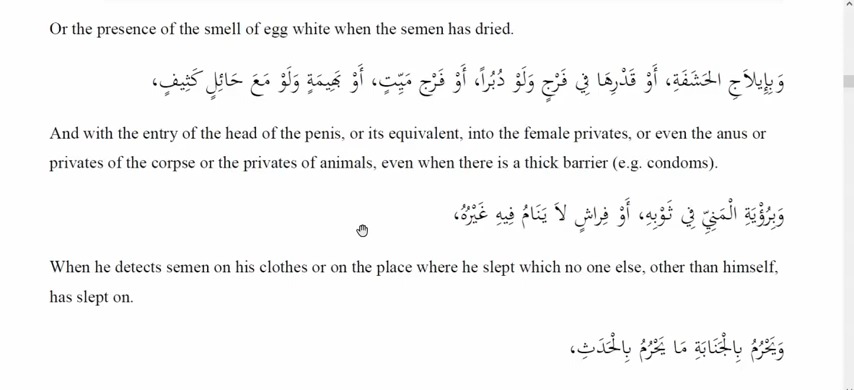 Or the presence of the smell of egg white when the semen has dried.
وَبِإِيلاَجِ الحَشَفَةِ، أَوْ قَدْرِهَا فِي فَرْجٍ وَلَوْ دُبُراً، أَوْ فَرْجِ مَيِّتٍ، أَوْ بَهِيمَةٍ وَلَوْ مَعَ حَائِلٍ كَثِيفٍ،
And with the entry of the head of the penis, or its equivalent, into the female privates, or even the anus or
privates of the corpse or the privates of animals, even when there is a thick barrier (e.g. condoms).
وَبِرُؤْيَةِ الْمَنِيِّ فِي ثَوْبِهِ، أَوْ فِراشٍ لاَ يَنَامُ فِيهِ غَيْرُهُ،
When he detects semen on his clothes or on the place where he slept which no one else, other than himself,
has slept on.
وَيَحْرُمُ بِالْجَنَابَةِ مَا يَحْرُمُ بِالْحَدَثِ،